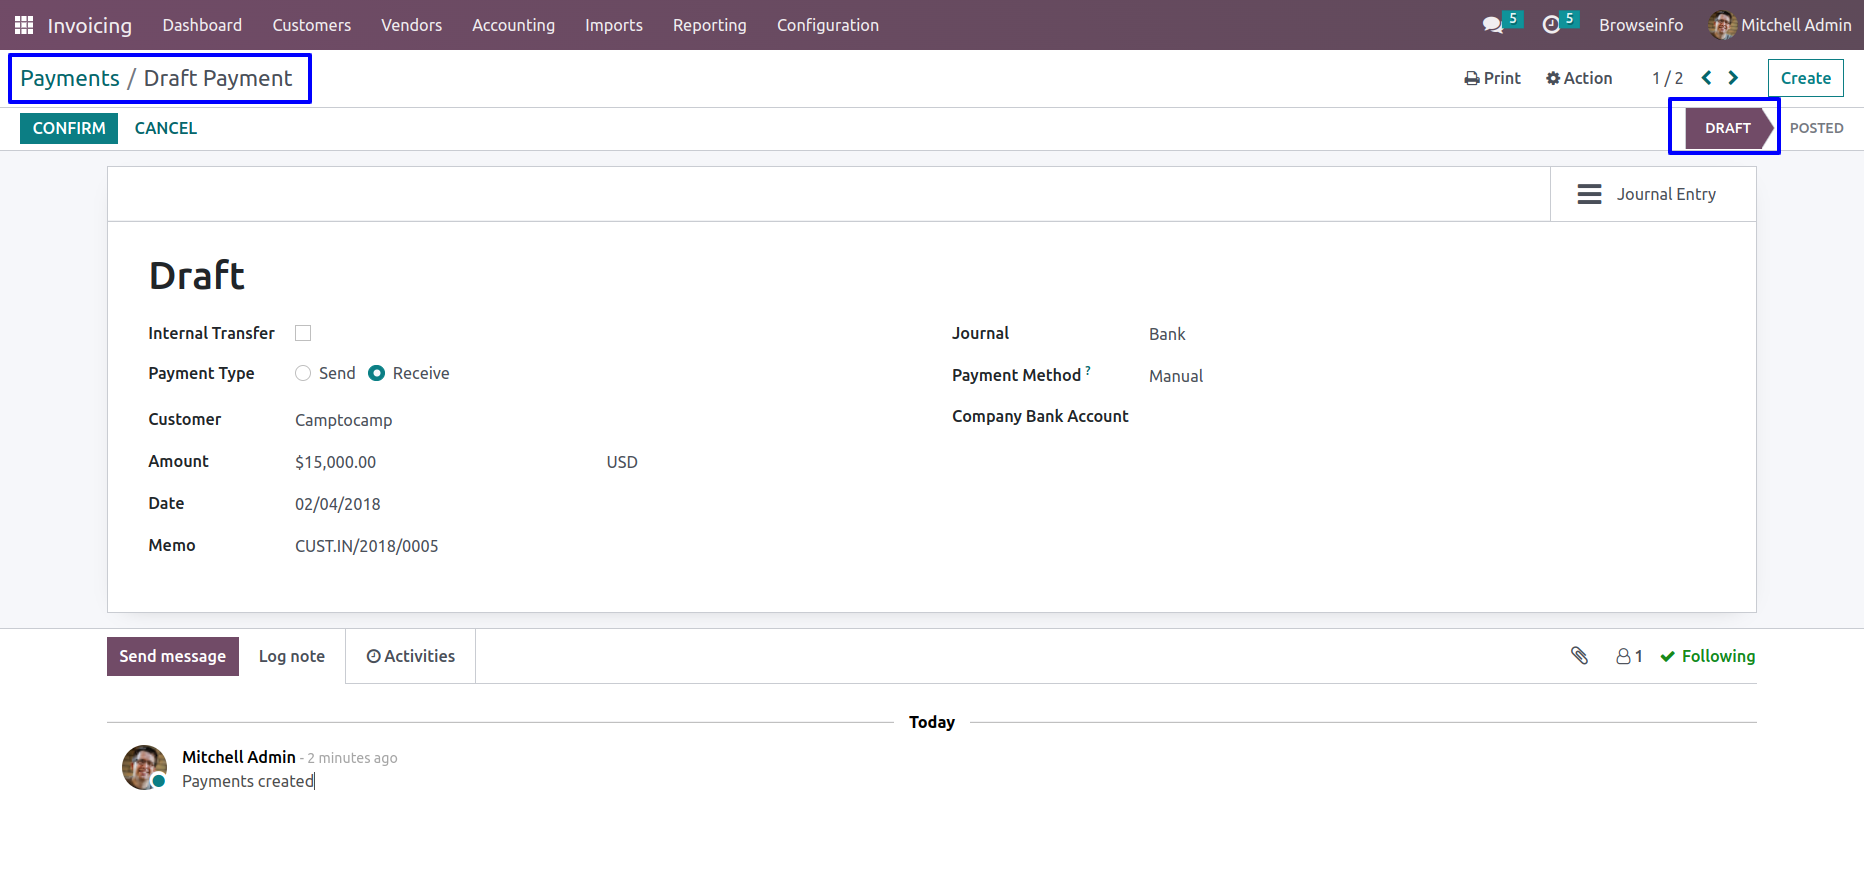 Invoicing Dashboard Customers Vendors Accounting Imports Reporting Configuration 5 5 Browseinfo Mitchell Admin
Payments / Draft Payment Print Action 1 / 2 Create
CONFIRM CANCEL DRAFT POSTED
Journal Entry
Draft
Internal Transfer Journal Bank
Payment Type Send Receive Payment Method ? Manual
Customer Camptocamp Company Bank Account
Amount $15,000.00 USD
Date 02/04/2018
Memo CUST.IN/2018/0005
Send message Log note Activities 1 Following
Today
Mitchell Admin - 2 minutes ago
Payments created